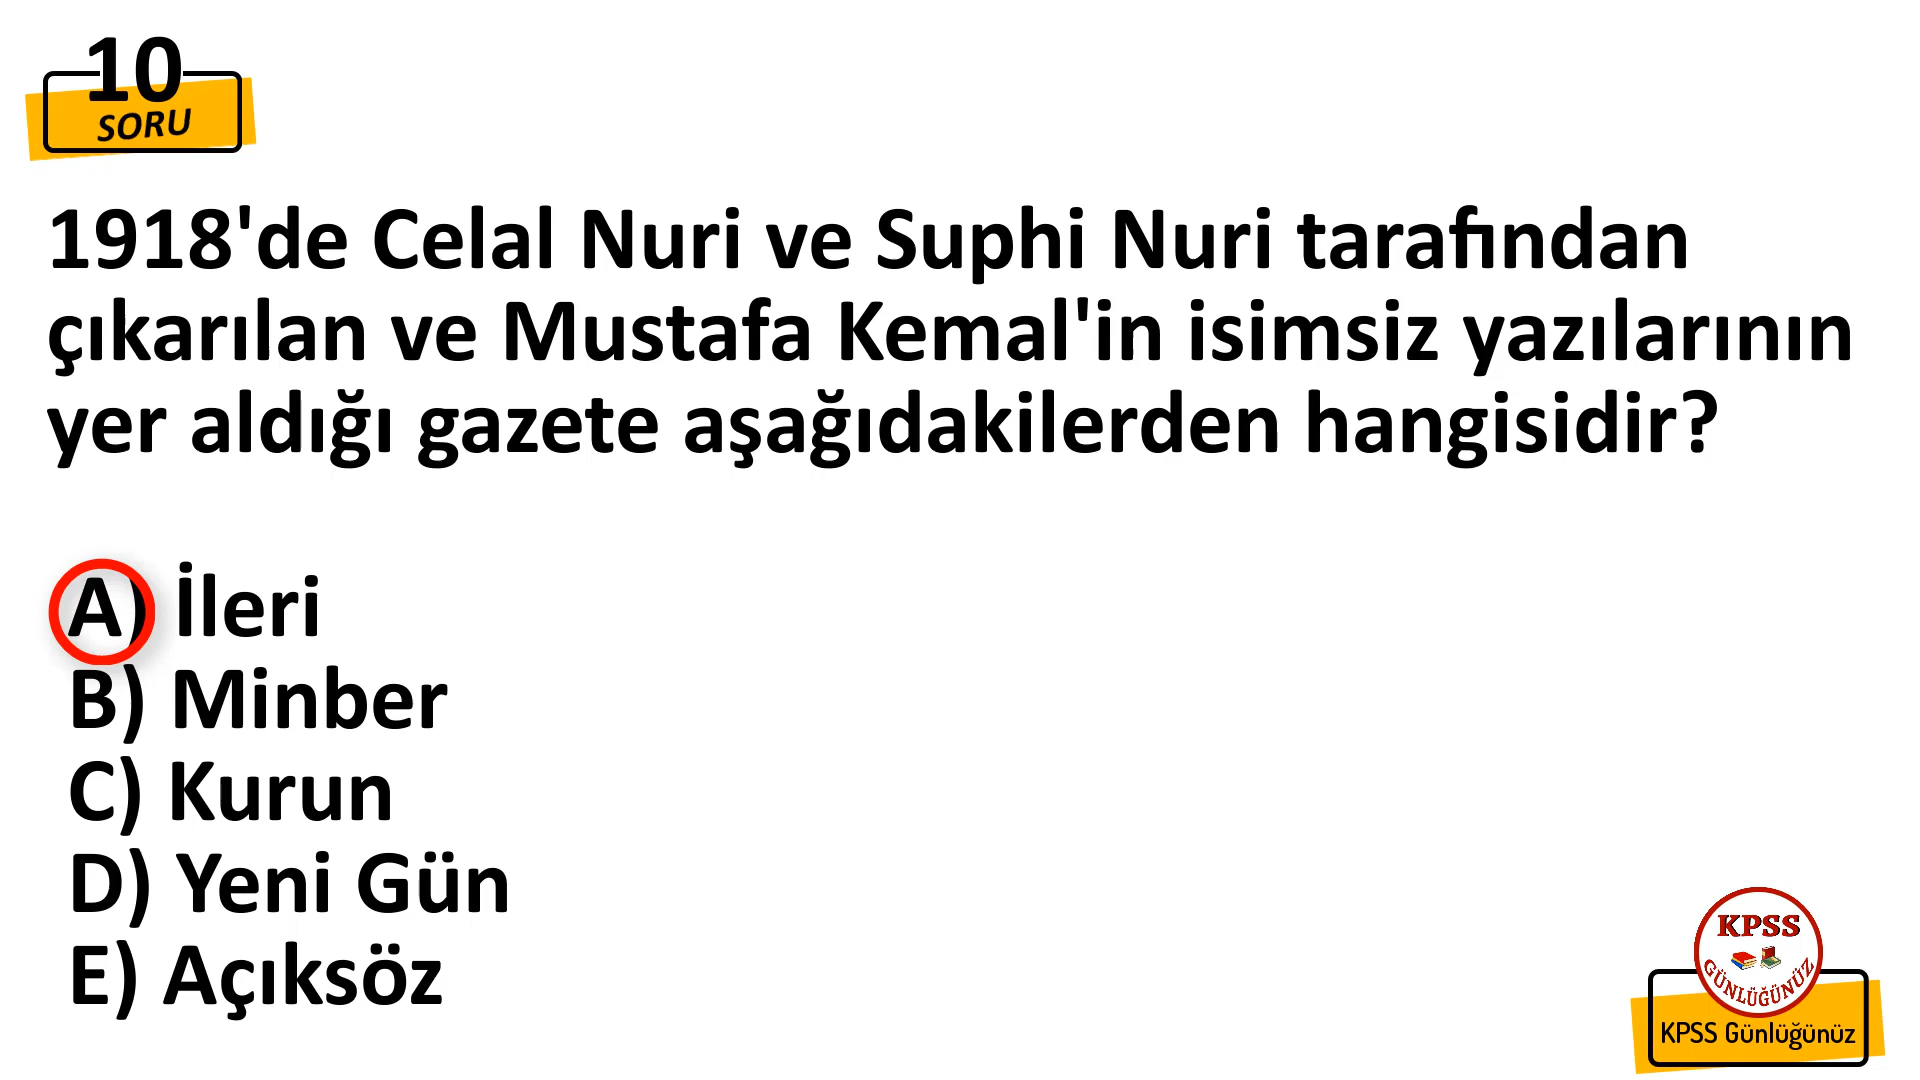 10
SORU
1918'de Celal Nuri ve Suphi Nuri tarafından
çıkarılan ve Mustafa Kemal'in isimsiz yazılarının
yer aldığı gazete aşağıdakilerden hangisidir?
A) İleri
B) Minber
C) Kurun
D) Yeni Gün
E) Açıksöz
KPSS
GÜNLÜĞÜNÜZ
KPSS Günlüğünüz